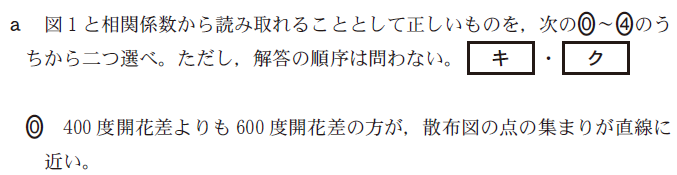 a 図1と相関係数から読み取れることとして正しいものを，次の⓪～④のう
ちから二つ選べ。ただし，解答の順序は問わない。 キ ・ ク
⓪ 400度開花差よりも600度開花差の方が，散布図の点の集まりが直線に
近い。